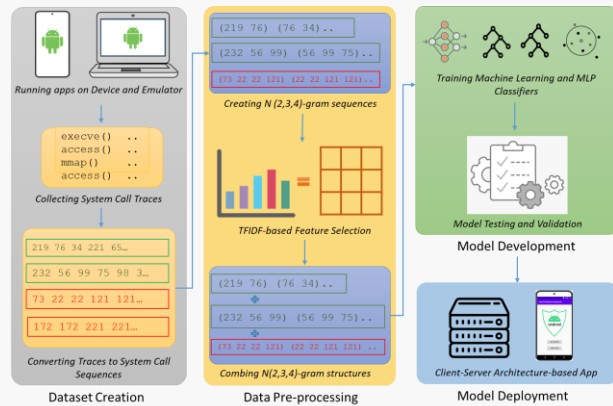 Running apps on Device and Emulator
execve() ..
access() ..
mmap() ..
access() ..
Collecting System Call Traces
219 76 34 221 65…
232 56 99 75 98 3…
73 22 22 121 121…
172 172 221 221…
Converting Traces to System Call
Sequences
Dataset Creation
(219 76) (76 34)..
(232 56 99) (56 99 75)..
(73 22 22 121) (22 22 121 121)...
Creating N (2,3,4)-gram sequences
TFIDF-based Feature Selection
(219 76) (76 34)..
(232 56 99) (56 99 75)..
(73 22 22 121) (22 22 121 121)...
Combing N(2,3,4)-gram structures
Data Pre-processing
Training Machine Learning and MLP
Classifiers
Model Testing and Validation
Model Development
Client-Server Architecture-based App
Model Deployment